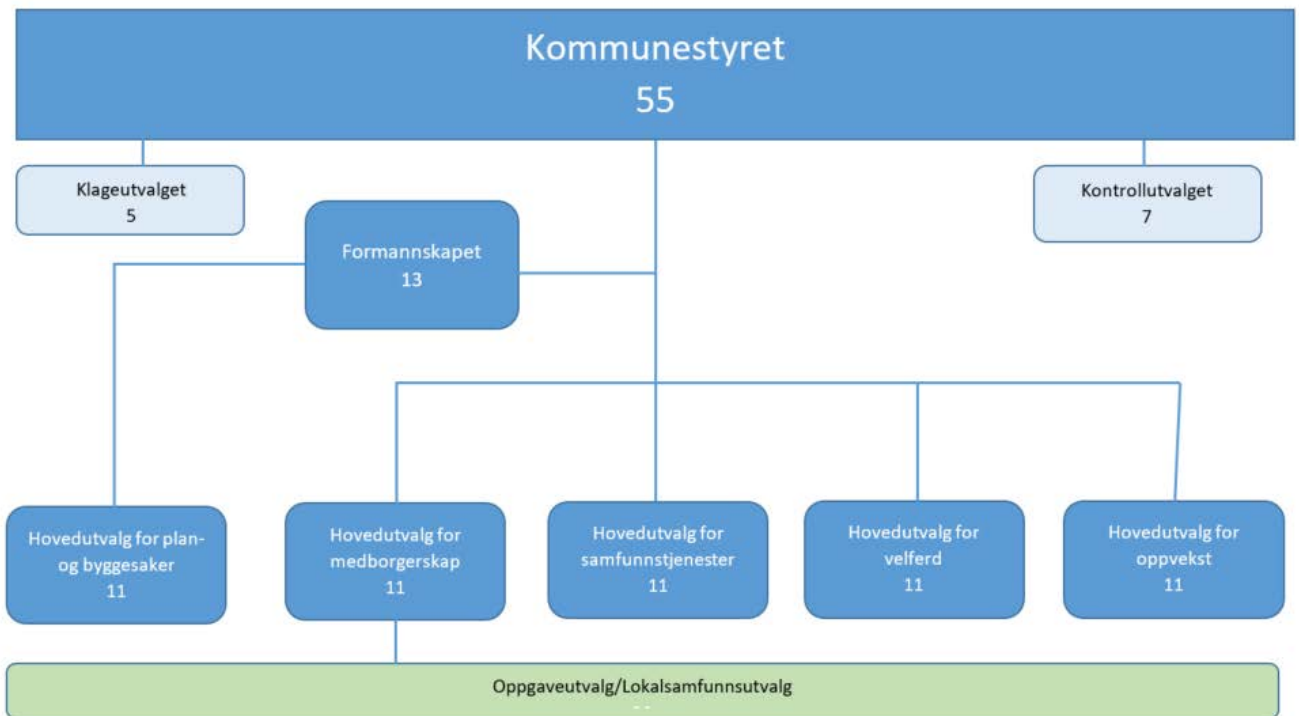 Kommunestyret
55
Klageutvalget
5
Kontrollutvalget
7
Formannskapet
13
Hovedutvalg for plan-
og byggesaker
11
Hovedutvalg for
medborgerskap
11
Hovedutvalg for
samfunnstjenester
11
Hovedutvalg for
velferd
11
Hovedutvalg for
oppvekst
11
Oppgaveutvalg/Lokalsamfunnsutvalg